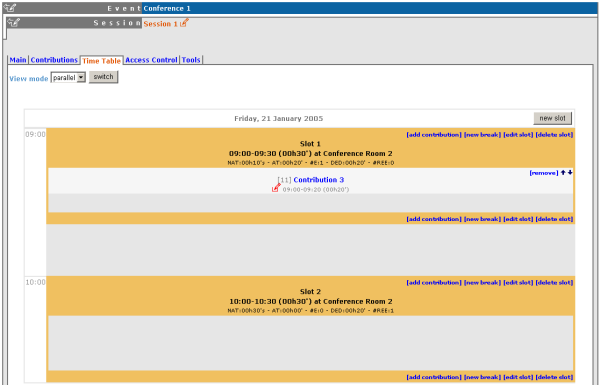 Event Conference 1
Session Session 1
Main Contributions Time Table Access Control Tools
View mode parallel switch
Friday, 21 January 2005 new slot
09:00 [add contribution] [new break] [edit slot] [delete slot]
Slot 1
09:00-09:30 (00h30') at Conference Room 2
NAT:00h10's - AT:00h20' - #E:1 - DED:00h20' - #REE:0
[remove]
[11] Contribution 3
09:00-09:20 (00h20')
[add contribution] [new break] [edit slot] [delete slot]
10:00 [add contribution] [new break] [edit slot] [delete slot]
Slot 2
10:00-10:30 (00h30') at Conference Room 2
NAT:00h30's - AT:00h00' - #E:0 - DED:00h20' - #REE:1
[add contribution] [new break] [edit slot] [delete slot]